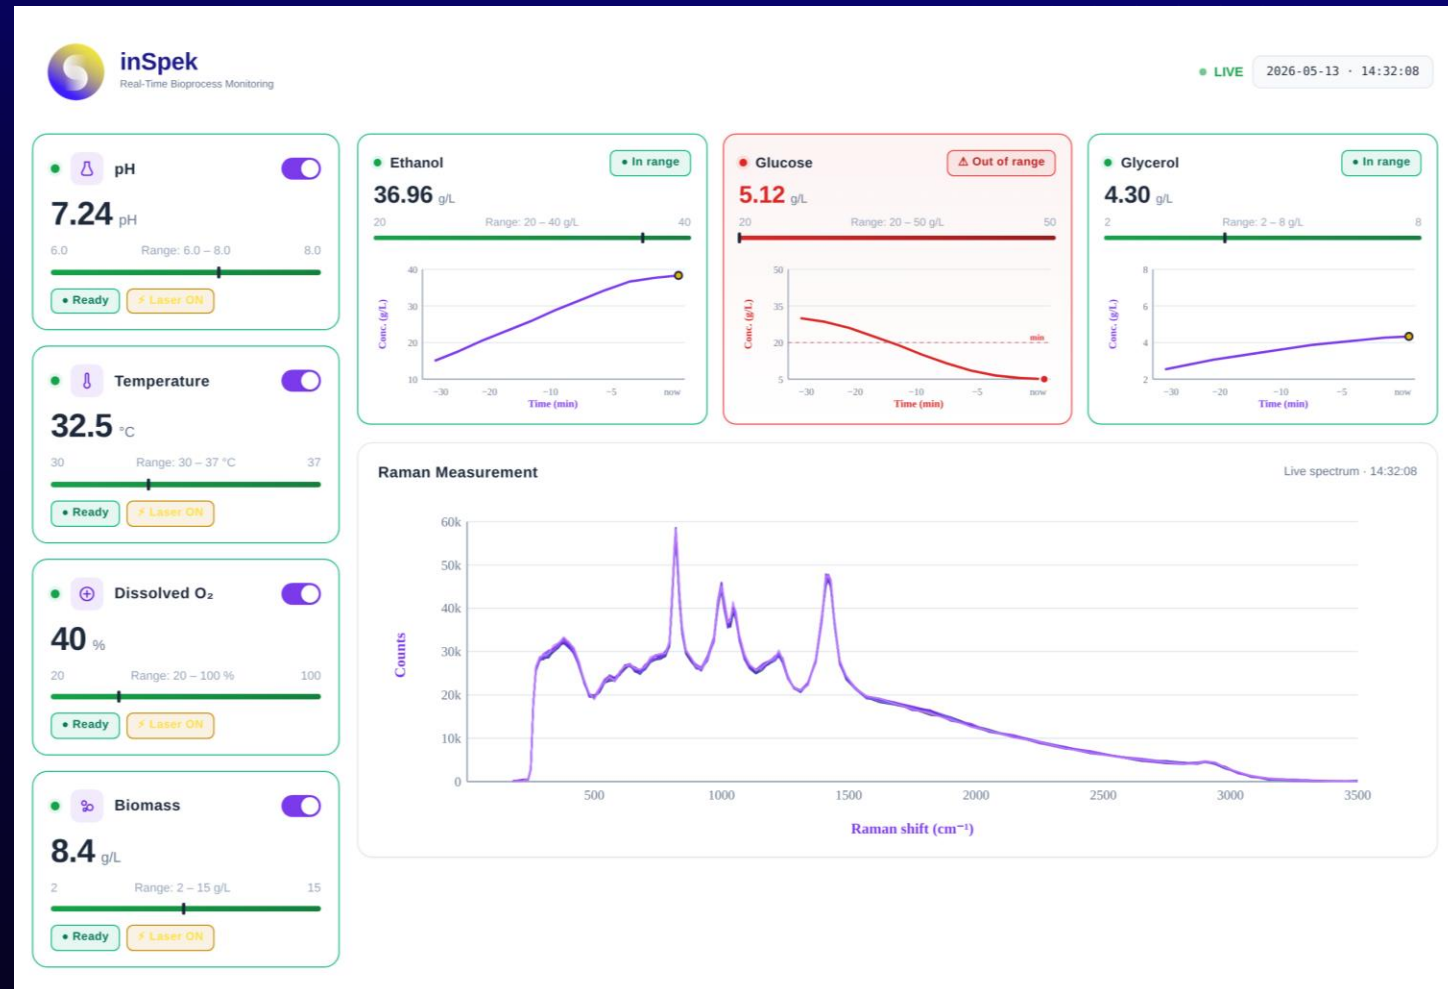 inSpek
Real-Time Bioprocess Monitoring
● LIVE
2026-05-13 · 14:32:08
pH
7.24 pH
6.0 Range: 6.0 – 8.0 8.0
● Ready ⚡ Laser ON
Temperature
32.5 °C
30 Range: 30 – 37 °C 37
● Ready ⚡ Laser ON
Dissolved O₂
40 %
20 Range: 20 – 100 % 100
● Ready ⚡ Laser ON
Biomass
8.4 g/L
2 Range: 2 – 15 g/L 15
● Ready ⚡ Laser ON
Ethanol ● In range
36.96 g/L
20 Range: 20 – 40 g/L 40
Conc. (g/L)
40
30
20
10
−30 −20 −10 −5 now
Time (min)
Glucose ⚠ Out of range
5.12 g/L
20 Range: 20 – 50 g/L 50
Conc. (g/L)
50
35
20
5
min
−30 −20 −10 −5 now
Time (min)
Glycerol ● In range
4.30 g/L
2 Range: 2 – 8 g/L 8
Conc. (g/L)
8
6
4
2
−30 −20 −10 −5 now
Time (min)
Raman Measurement Live spectrum · 14:32:08
Counts
60k
50k
40k
30k
20k
10k
0
500 1000 1500 2000 2500 3000 3500
Raman shift (cm⁻¹)